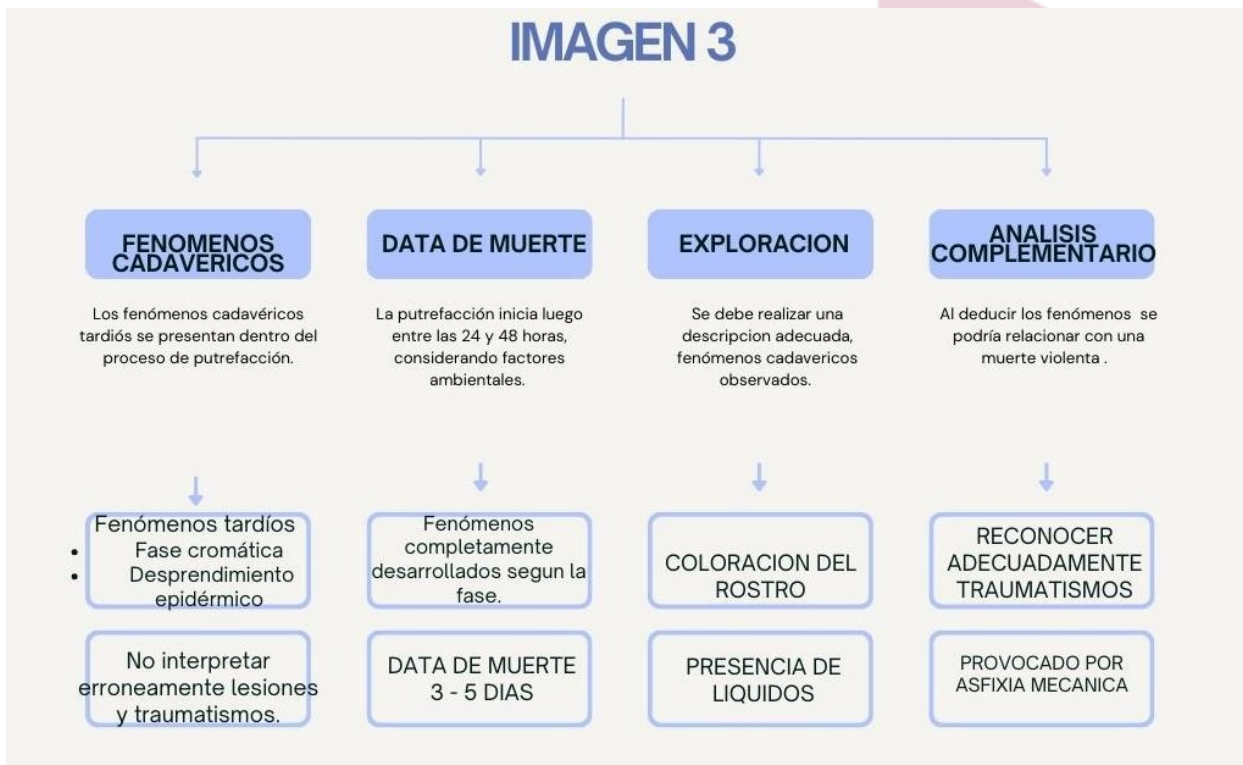 IMAGEN 3
FENOMENOS
CADAVERICOS
Los fenómenos cadavéricos
tardiós se presentan dentro del
proceso de putrefacción.
Fenómenos tardíos
• Fase cromática
• Desprendimiento
epidérmico
No interpretar
erroneamente lesiones
y traumatismos.
DATA DE MUERTE
La putrefacción inicia luego
entre las 24 y 48 horas,
considerando factores
ambientales.
Fenómenos
completamente
desarrollados segun la
fase.
DATA DE MUERTE
3 - 5 DIAS
EXPLORACION
Se debe realizar una
descripcion adecuada,
fenómenos cadavericos
observados.
COLORACION DEL
ROSTRO
PRESENCIA DE
LIQUIDOS
ANALISIS
COMPLEMENTARIO
Al deducir los fenómenos se
podría relacionar con una
muerte violenta .
RECONOCER
ADECUADAMENTE
TRAUMATISMOS
PROVOCADO POR
ASFIXIA MECANICA